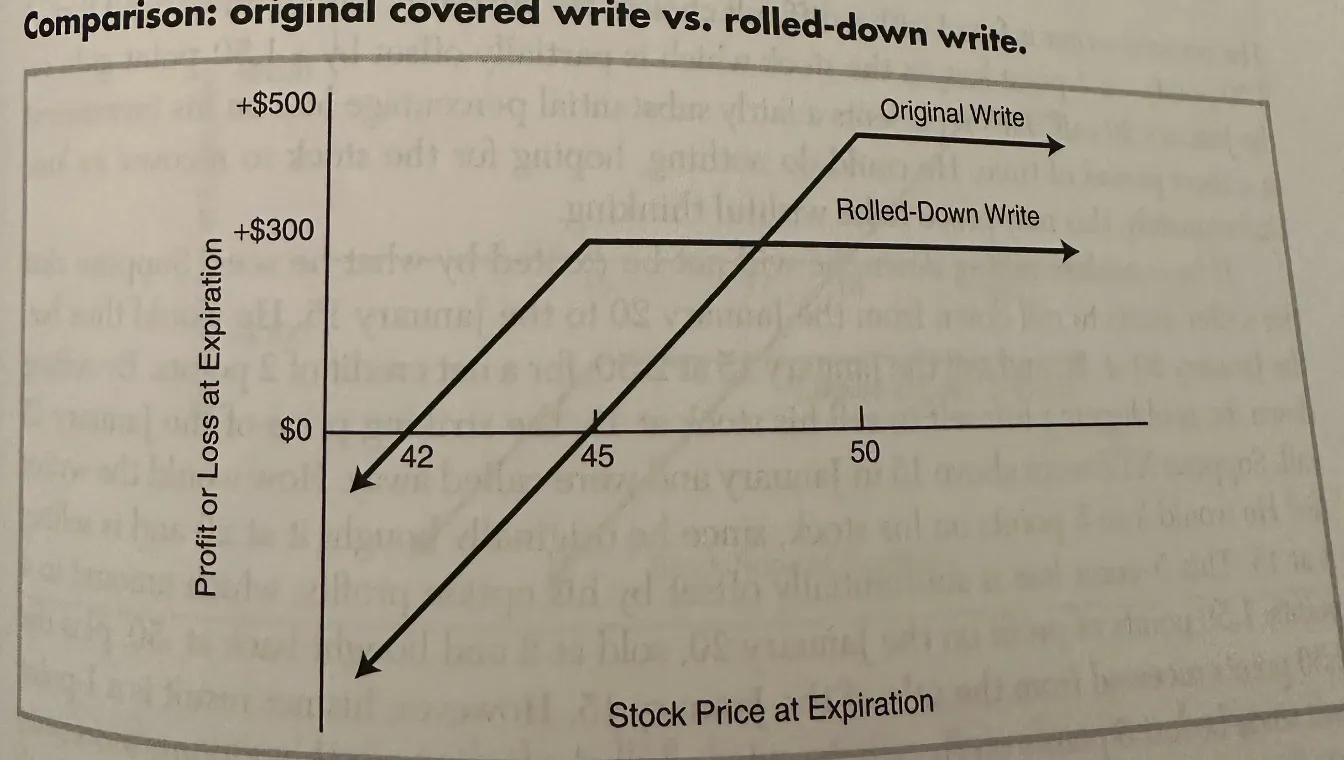 Comparison: original covered write vs. rolled-down write.
+$500
Original Write
Rolled-Down Write
+$300
Profit or Loss at Expiration
$0
42
45
50
Stock Price at Expiration